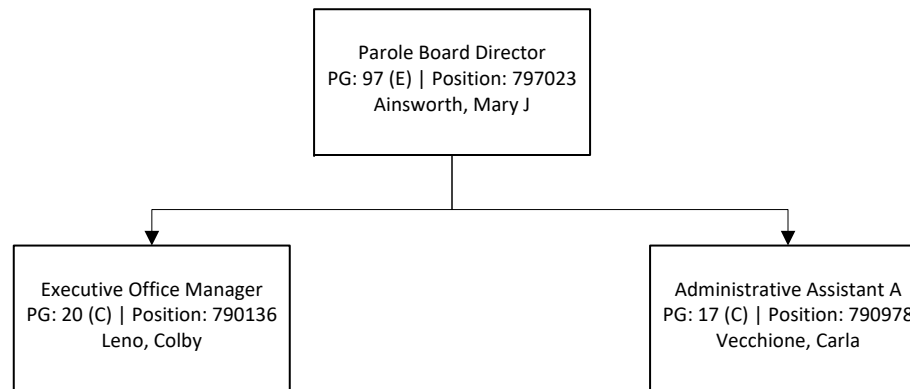 Parole Board Director
PG: 97 (E) | Position: 797023
Ainsworth, Mary J
Executive Office Manager
PG: 20 (C) | Position: 790136
Leno, Colby
Administrative Assistant A
PG: 17 (C) | Position: 790978
Vecchione, Carla